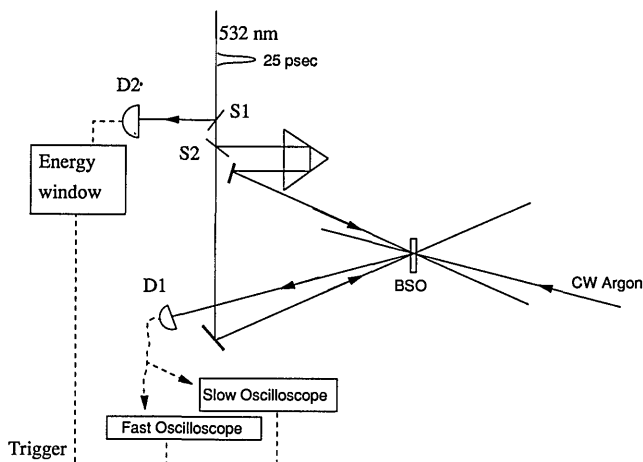 532 nm
25 psec
D2
S1
S2
Energy
window
BSO
CW Argon
D1
Slow Oscilloscope
Fast Oscilloscope
Trigger